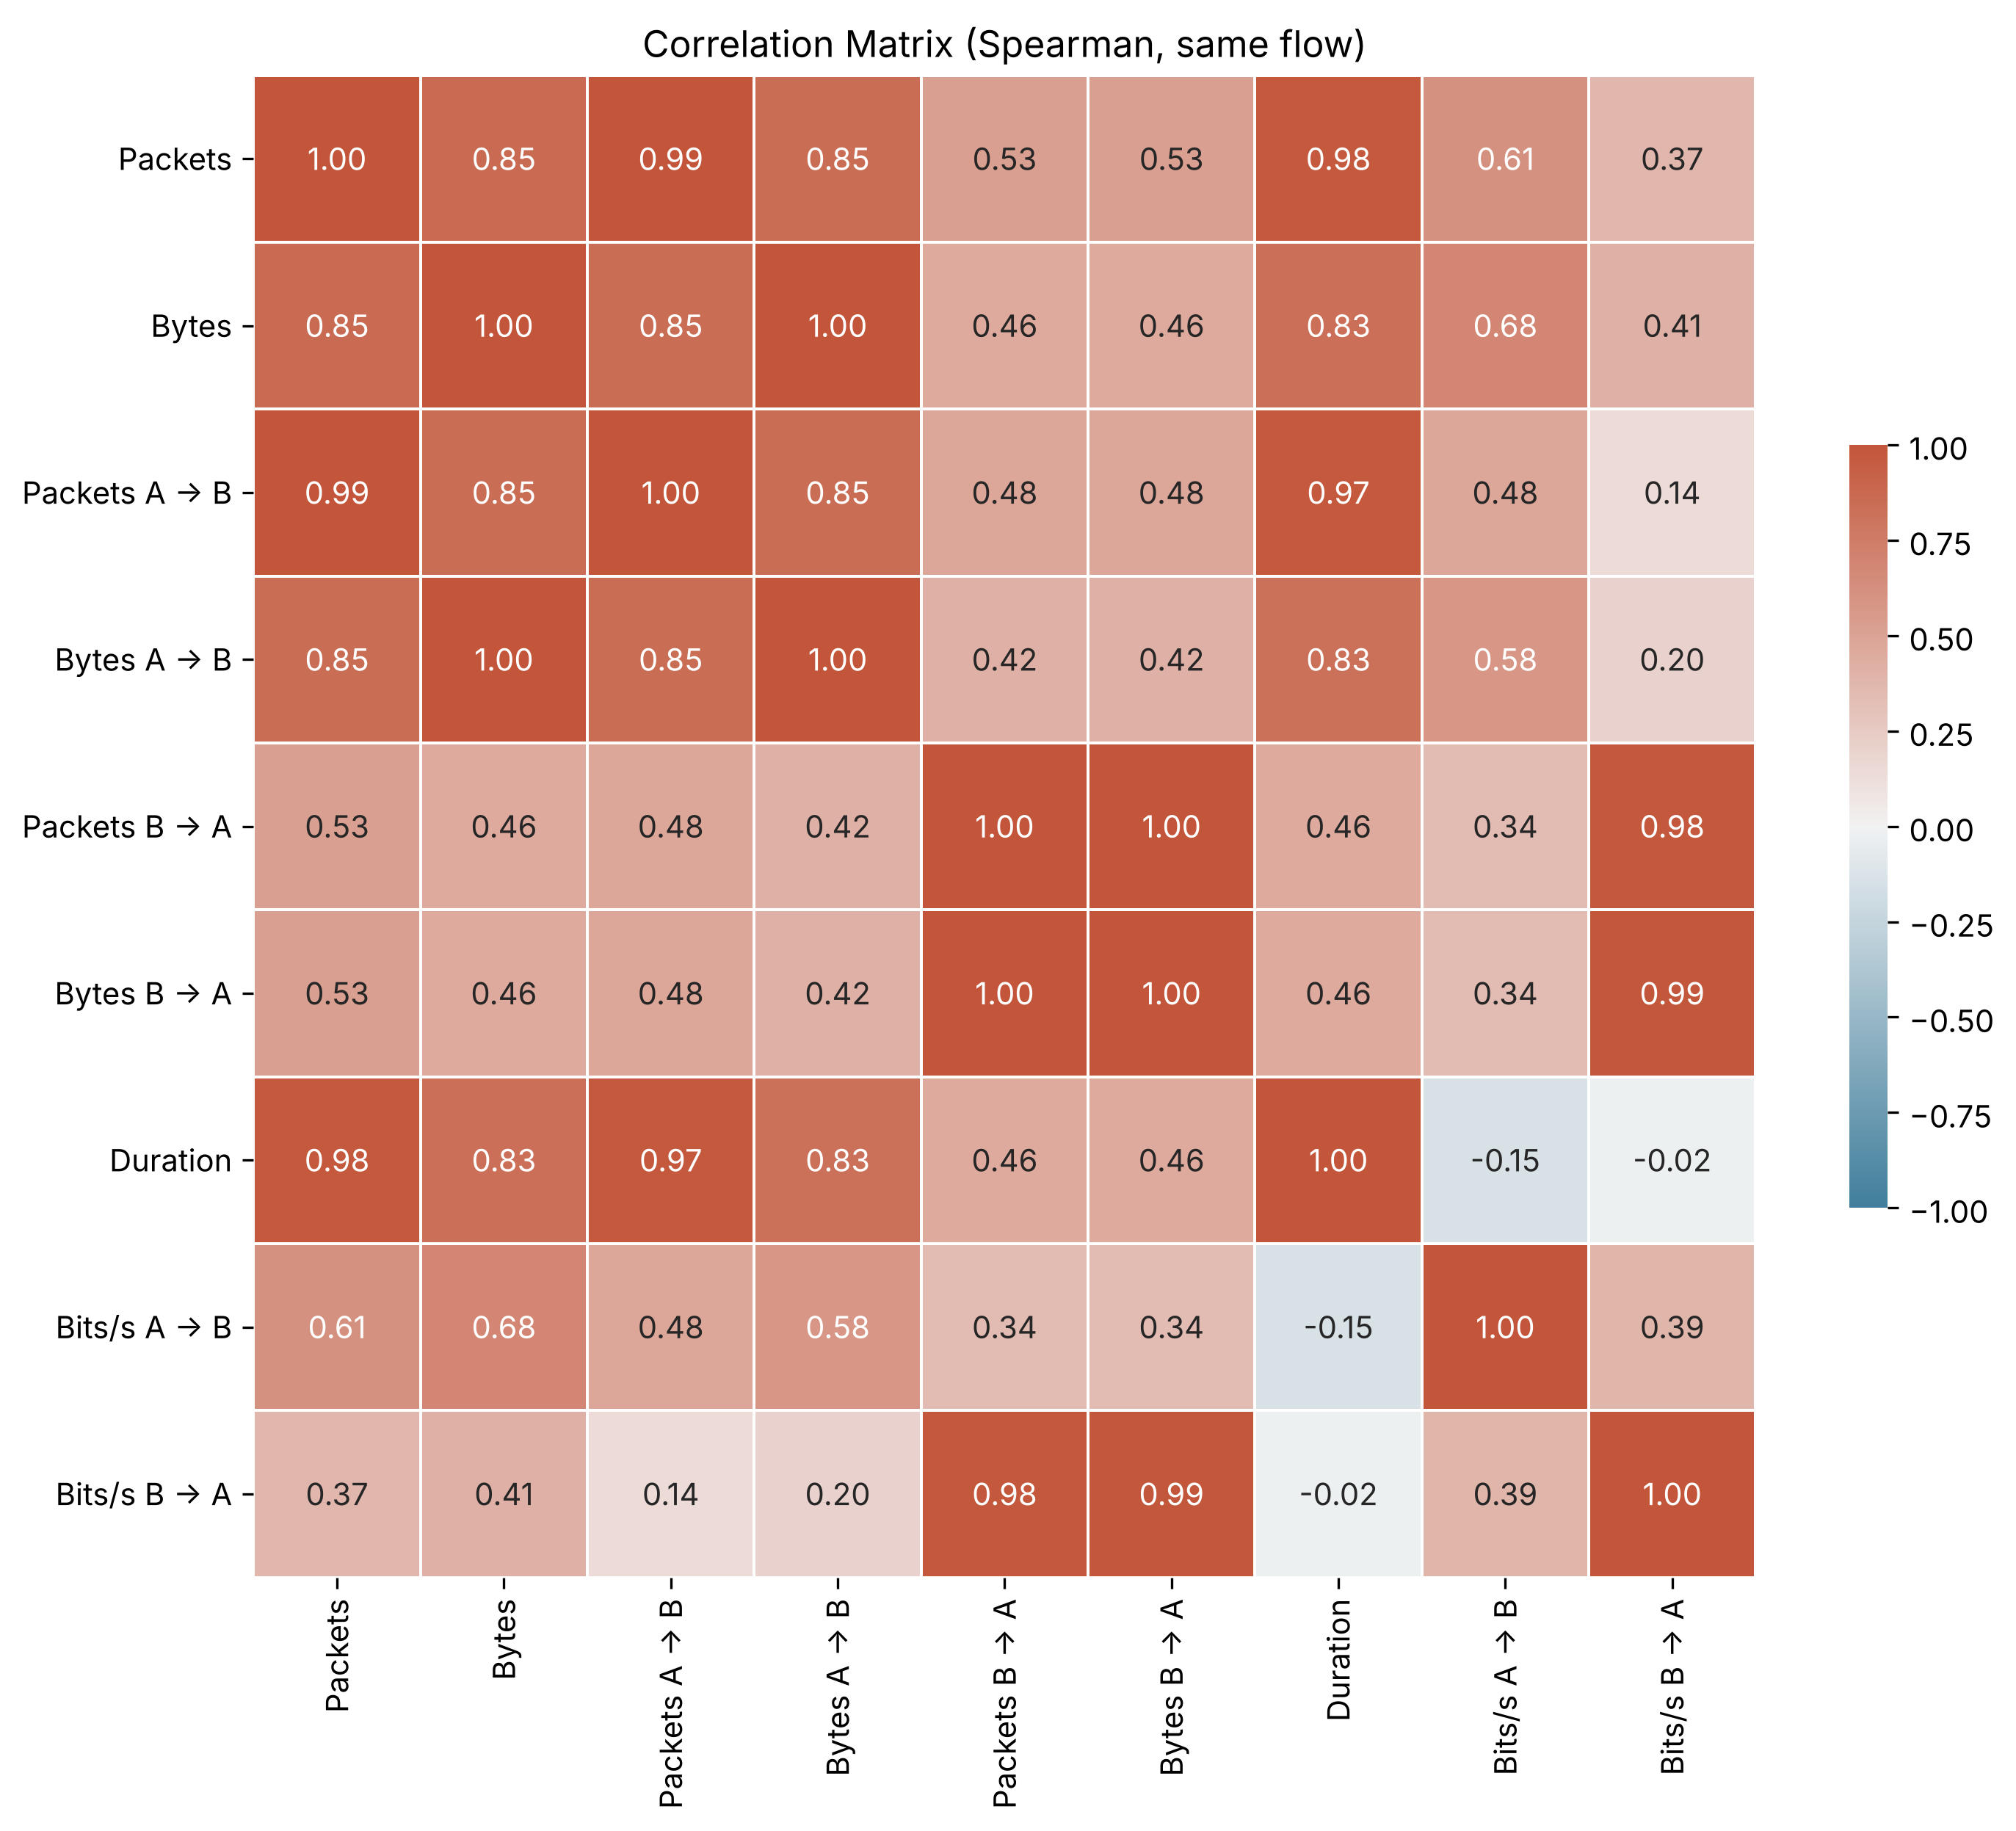 Correlation Matrix (Spearman, same flow)
Packets 1.00 0.85 0.99 0.85 0.53 0.53 0.98 0.61 0.37
Bytes 0.85 1.00 0.85 1.00 0.46 0.46 0.83 0.68 0.41
Packets A → B 0.99 0.85 1.00 0.85 0.48 0.48 0.97 0.48 0.14
Bytes A → B 0.85 1.00 0.85 1.00 0.42 0.42 0.83 0.58 0.20
Packets B → A 0.53 0.46 0.48 0.42 1.00 1.00 0.46 0.34 0.98
Bytes B → A 0.53 0.46 0.48 0.42 1.00 1.00 0.46 0.34 0.99
Duration 0.98 0.83 0.97 0.83 0.46 0.46 1.00 -0.15 -0.02
Bits/s A → B 0.61 0.68 0.48 0.58 0.34 0.34 -0.15 1.00 0.39
Bits/s B → A 0.37 0.41 0.14 0.20 0.98 0.99 -0.02 0.39 1.00
Packets
Bytes
Packets A → B
Bytes A → B
Packets B → A
Bytes B → A
Duration
Bits/s A → B
Bits/s B → A
1.00
0.75
0.50
0.25
0.00
−0.25
−0.50
−0.75
−1.00